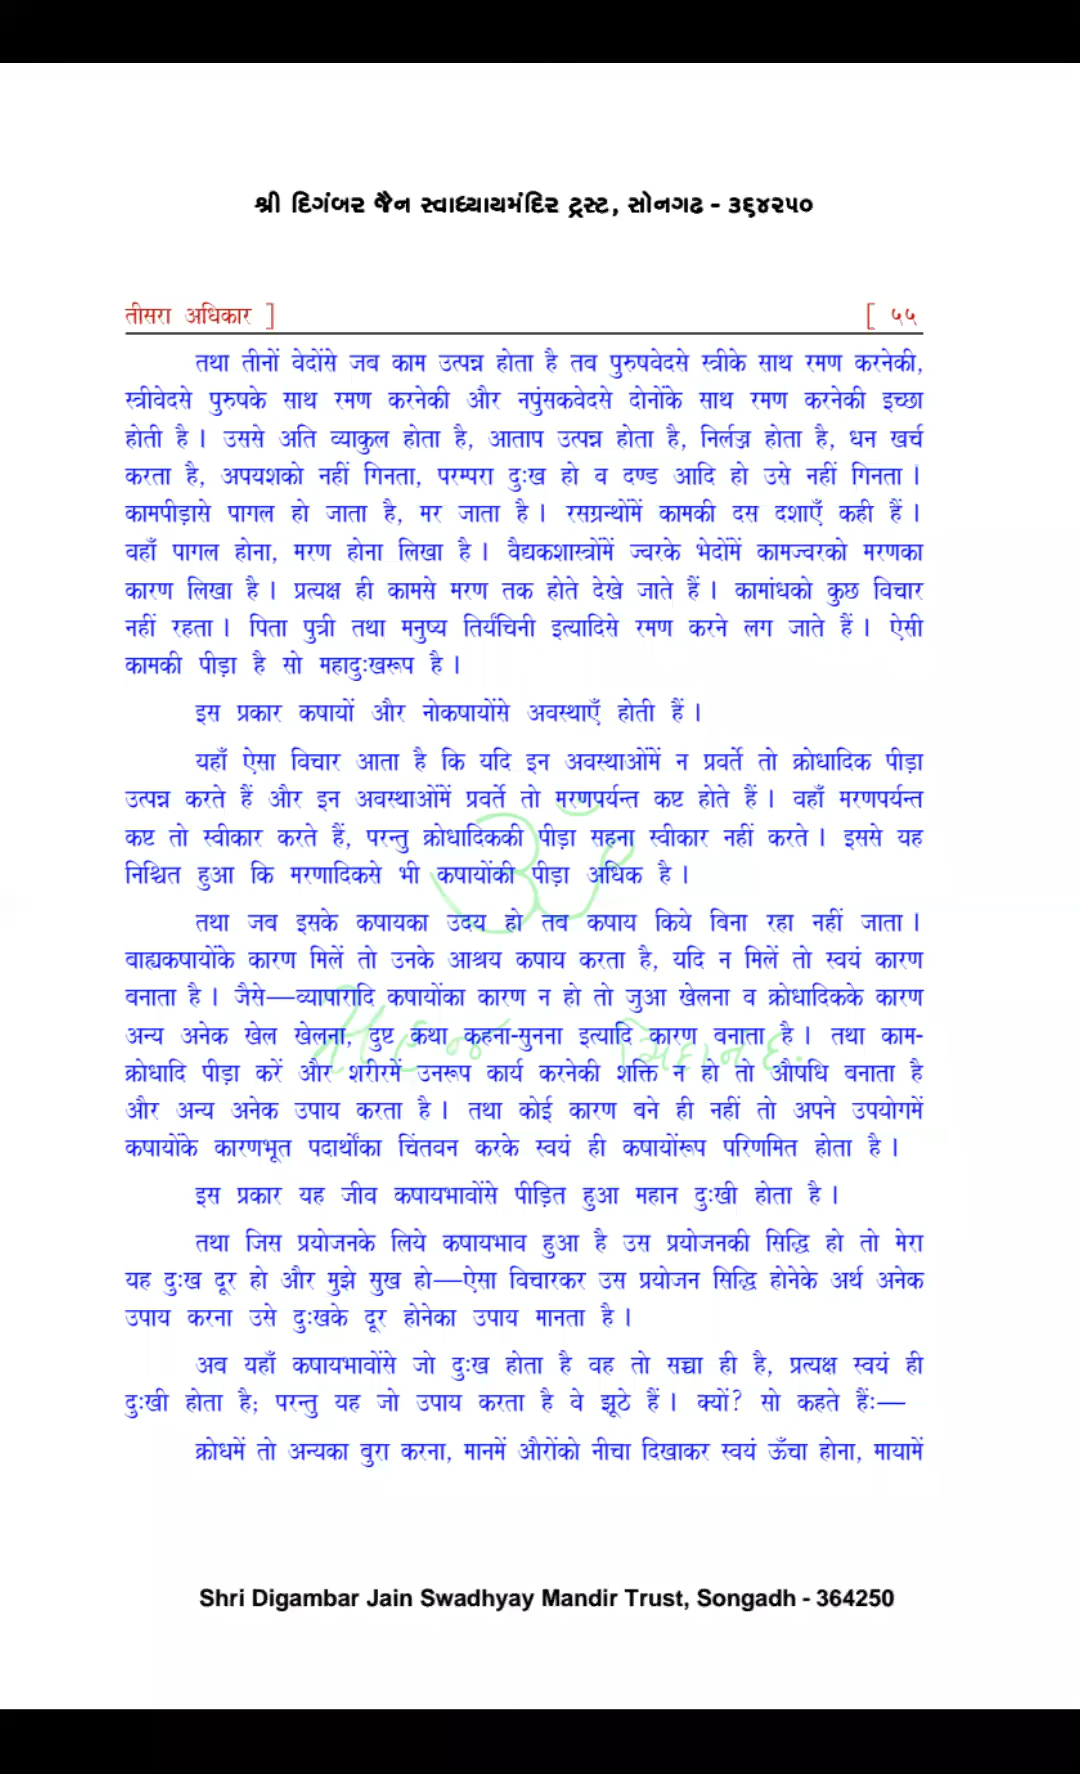 શ્રી દિગંબર જૈન સ્વાધ્યાયમંદિર ટ્રસ્ટ, સોનગઢ - ૩૬૪૨૫૦
तीसरा अधिकार ] [ ५५
तथा तीनों वेदोंसे जब काम उत्पन्न होता है तब पुरुषवेदसे स्त्रीके साथ रमण करनेकी,
स्त्रीवेदसे पुरुषके साथ रमण करनेकी और नपुंसकवेदसे दोनोंके साथ रमण करनेकी इच्छा
होती है। उससे अति व्याकुल होता है, आताप उत्पन्न होता है, निर्लज्ज होता है, धन खर्च
करता है, अपयशको नहीं गिनता, परम्परा दुःख हो व दण्ड आदि हो उसे नहीं गिनता।
कामपीड़ासे पागल हो जाता है, मर जाता है। रसग्रन्थोंमें कामकी दस दशाएँ कही हैं।
वहाँ पागल होना, मरण होना लिखा है। वैद्यकशास्त्रोंमें ज्वरके भेदोंमें कामज्वरको मरणका
कारण लिखा है। प्रत्यक्ष ही कामसे मरण तक होते देखे जाते हैं। कामांधको कुछ विचार
नहीं रहता। पिता पुत्री तथा मनुष्य तिर्यंचिनी इत्यादिसे रमण करने लग जाते हैं। ऐसी
कामकी पीड़ा है सो महादुःखरूप है।
इस प्रकार कषायों और नोकषायोंसे अवस्थाएँ होती हैं।
यहाँ ऐसा विचार आता है कि यदि इन अवस्थाओंमें न प्रवर्ते तो क्रोधादिक पीड़ा
उत्पन्न करते हैं और इन अवस्थाओंमें प्रवर्ते तो मरणपर्यन्त कष्ट होते हैं। वहाँ मरणपर्यन्त
कष्ट तो स्वीकार करते हैं, परन्तु क्रोधादिककी पीड़ा सहना स्वीकार नहीं करते। इससे यह
निश्चित हुआ कि मरणादिकसे भी कषायोंकी पीड़ा अधिक है।
तथा जब इसके कषायका उदय हो तब कषाय किये बिना रहा नहीं जाता।
बाह्यकषायोंके कारण मिलें तो उनके आश्रय कषाय करता है, यदि न मिलें तो स्वयं कारण
बनाता है। जैसे—व्यापारादि कषायोंका कारण न हो तो जुआ खेलना व क्रोधादिकके कारण
अन्य अनेक खेल खेलना, दुष्ट कथा कहना-सुनना इत्यादि कारण बनाता है। तथा काम-
क्रोधादि पीड़ा करें और शरीरमें उनरूप कार्य करनेकी शक्ति न हो तो औषधि बनाता है
और अन्य अनेक उपाय करता है। तथा कोई कारण बने ही नहीं तो अपने उपयोगमें
कषायोंके कारणभूत पदार्थोंका चिंतवन करके स्वयं ही कषायोंरूप परिणमित होता है।
इस प्रकार यह जीव कषायभावोंसे पीड़ित हुआ महान दुःखी होता है।
तथा जिस प्रयोजनके लिये कषायभाव हुआ है उस प्रयोजनकी सिद्धि हो तो मेरा
यह दुःख दूर हो और मुझे सुख हो—ऐसा विचारकर उस प्रयोजन सिद्धि होनेके अर्थ अनेक
उपाय करना उसे दुःखके दूर होनेका उपाय मानता है।
अब यहाँ कषायभावोंसे जो दुःख होता है वह तो सच्चा ही है, प्रत्यक्ष स्वयं ही
दुःखी होता है; परन्तु यह जो उपाय करता है वे झूठे हैं। क्यों? सो कहते हैंः—
क्रोधमें तो अन्यका बुरा करना, मानमें औरोंको नीचा दिखाकर स्वयं ऊँचा होना, मायामें
Shri Digambar Jain Swadhyay Mandir Trust, Songadh - 364250